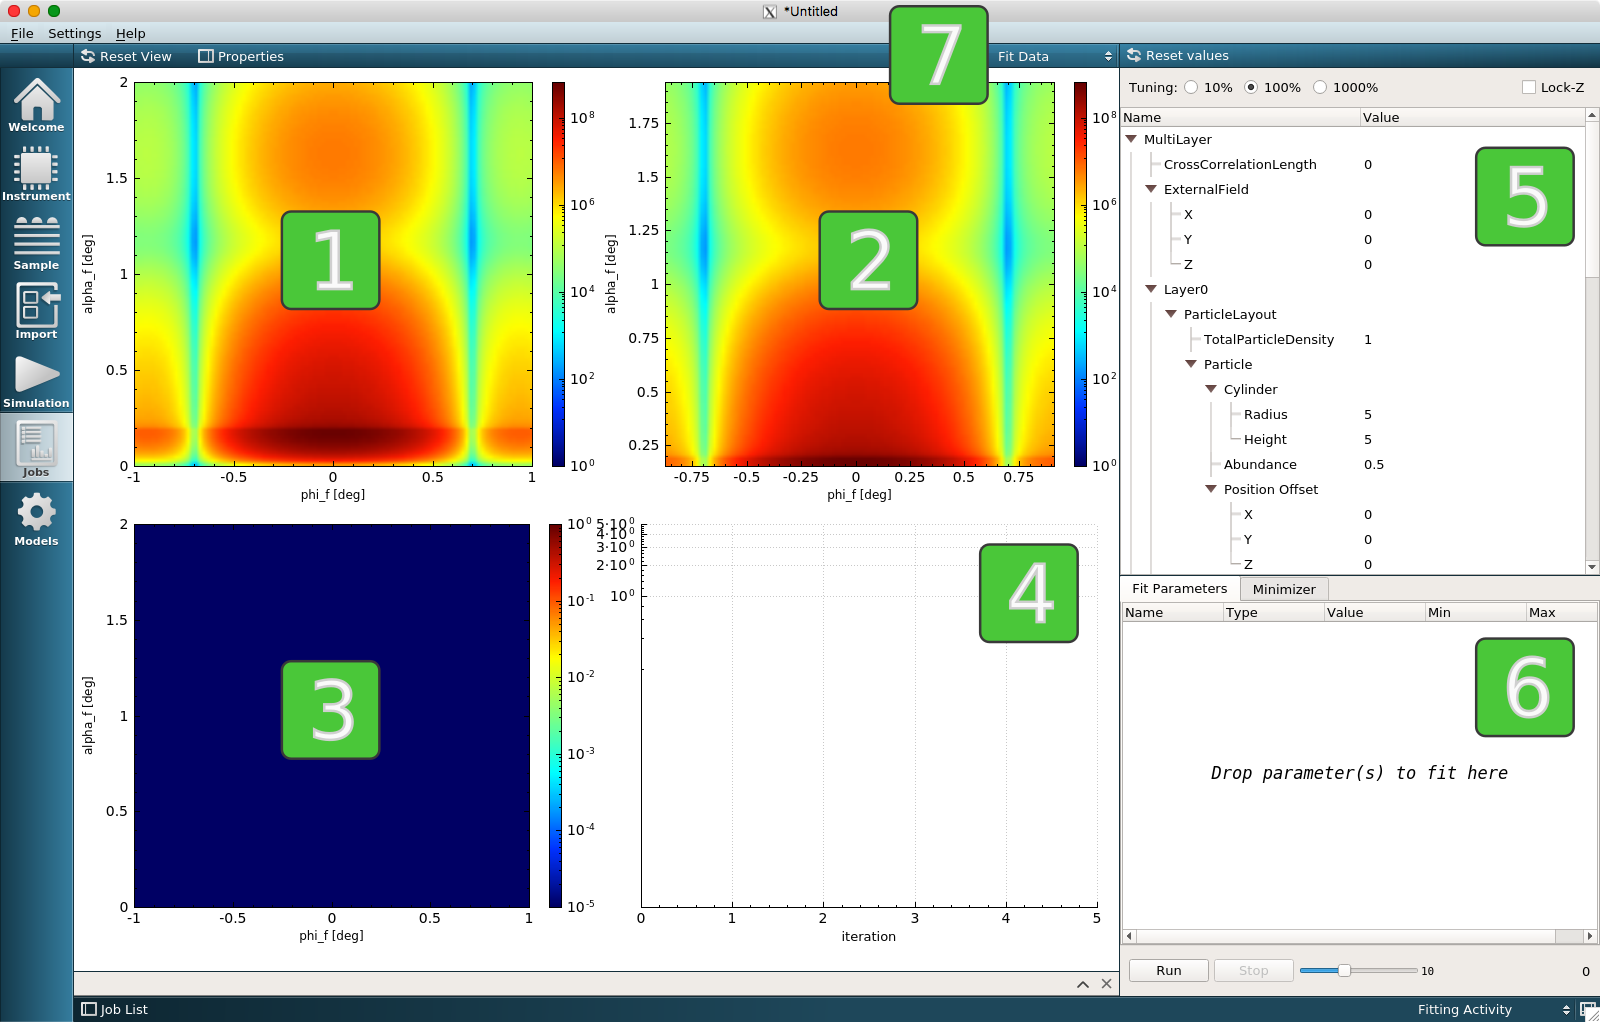 *Untitled
File Settings Help
Reset View Properties Fit Data Reset values
7
Tuning: 10% 100% 1000% Lock-Z
Welcome
Instrument
Sample
Import
Simulation
Jobs
Models
2
1.5
1
0.5
0
alpha_f [deg]
-1 -0.5 0 0.5 1
phi_f [deg]
10^8
10^6
10^4
10^2
10^0
1
1.75
1.5
1.25
1
0.75
0.5
0.25
alpha_f [deg]
-0.75 -0.5 -0.25 0 0.25 0.5 0.75
phi_f [deg]
10^8
10^6
10^4
10^2
10^0
2
2
1.5
1
0.5
0
alpha_f [deg]
-1 -0.5 0 0.5 1
phi_f [deg]
10^0
10^-1
10^-2
10^-3
10^-4
10^-5
3
5·10^0
4·10^0
3·10^0
2·10^0
10^0
0 1 2 3 4 5
iteration
4
Name Value
MultiLayer
CrossCorrelationLength 0
ExternalField
X 0
Y 0
Z 0
Layer0
ParticleLayout
TotalParticleDensity 1
Particle
Cylinder
Radius 5
Height 5
Abundance 0.5
Position Offset
X 0
Y 0
Z 0
5
Fit Parameters Minimizer
Name Type Value Min Max
6
Drop parameter(s) to fit here
Run Stop 10 0
Job List Fitting Activity